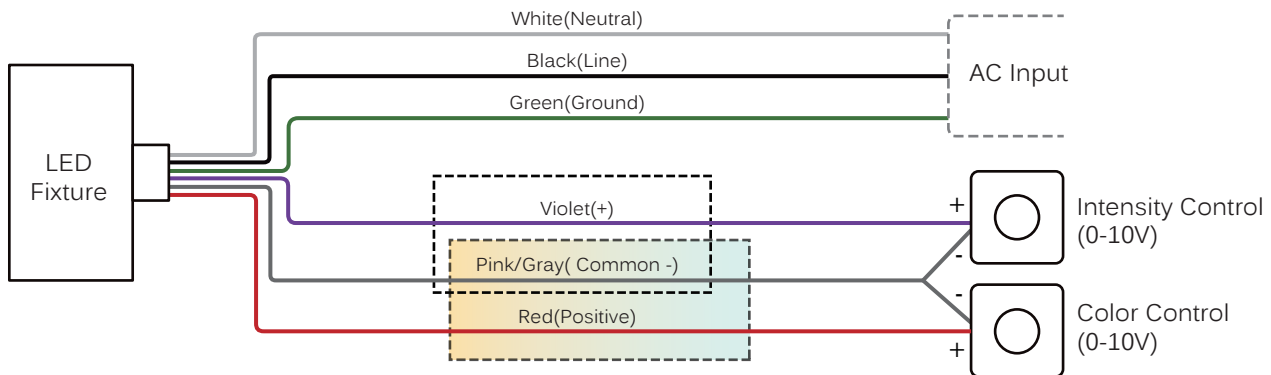 White(Neutral)
Black(Line)
AC Input
Green(Ground)
LED
Fixture
Violet(+)
+
Intensity Control
(0-10V)
-
Pink/Gray( Common -)
-
Red(Positive)
Color Control
(0-10V)
+